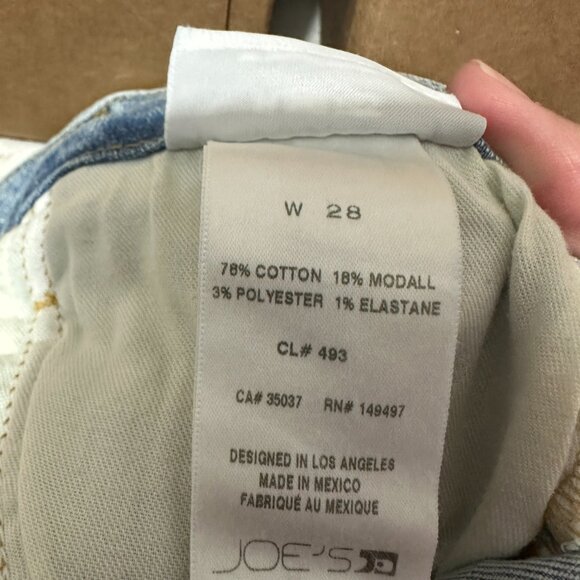 W 28
78% COTTON 18% MODALL
3% POLYESTER 1% ELASTANE
CL# 493
CA# 35037 RN# 149497
DESIGNED IN LOS ANGELES
MADE IN MEXICO
FABRIQUÉ AU MEXIQUE
JOE'S